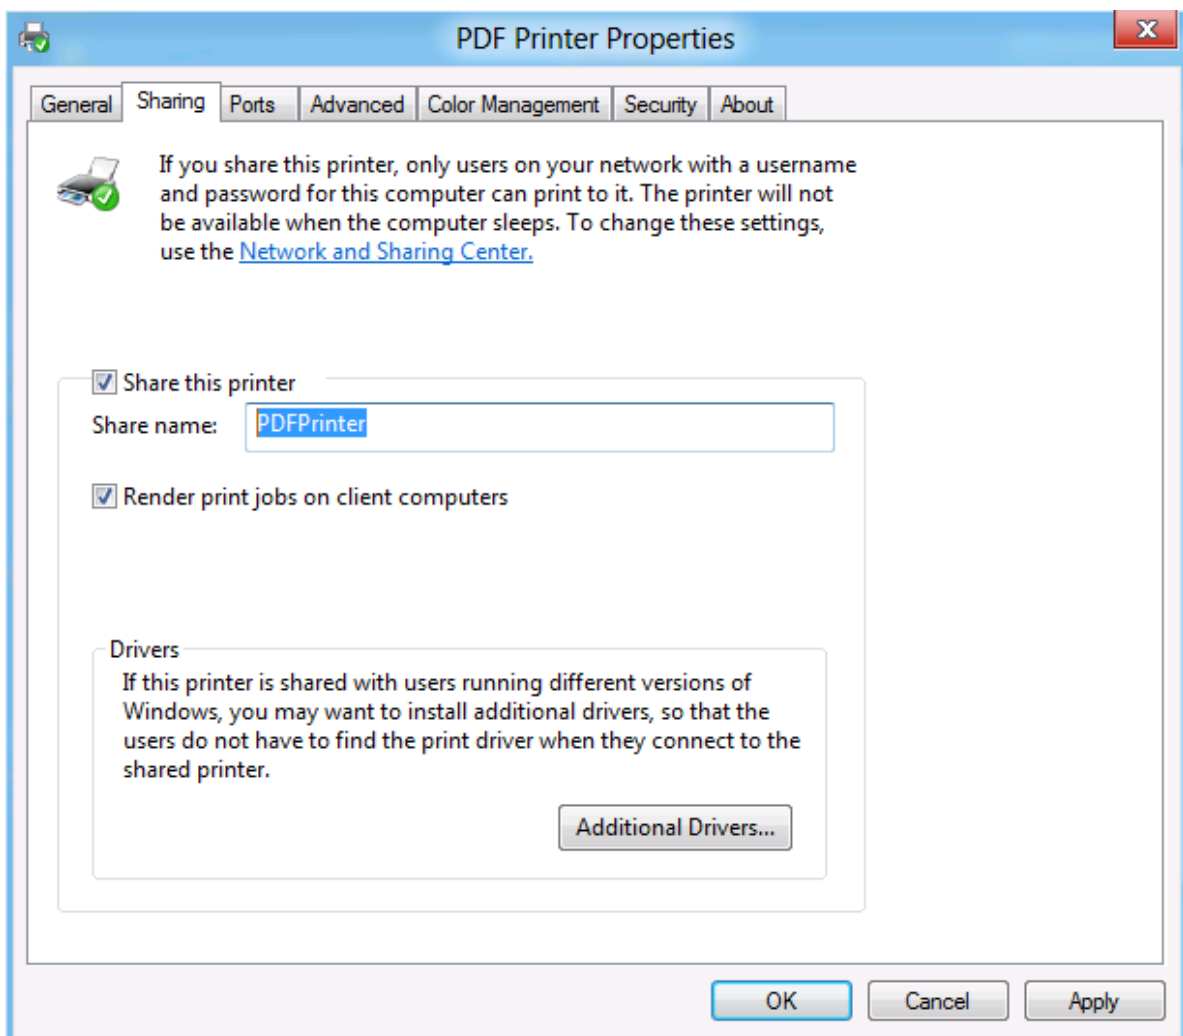 PDF Printer Properties
General Sharing Ports Advanced Color Management Security About
If you share this printer, only users on your network with a username
and password for this computer can print to it. The printer will not
be available when the computer sleeps. To change these settings,
use the Network and Sharing Center.
Share this printer
Share name: PDFPrinter
Render print jobs on client computers
Drivers
If this printer is shared with users running different versions of
Windows, you may want to install additional drivers, so that the
users do not have to find the print driver when they connect to the
shared printer.
Additional Drivers...
OK Cancel Apply